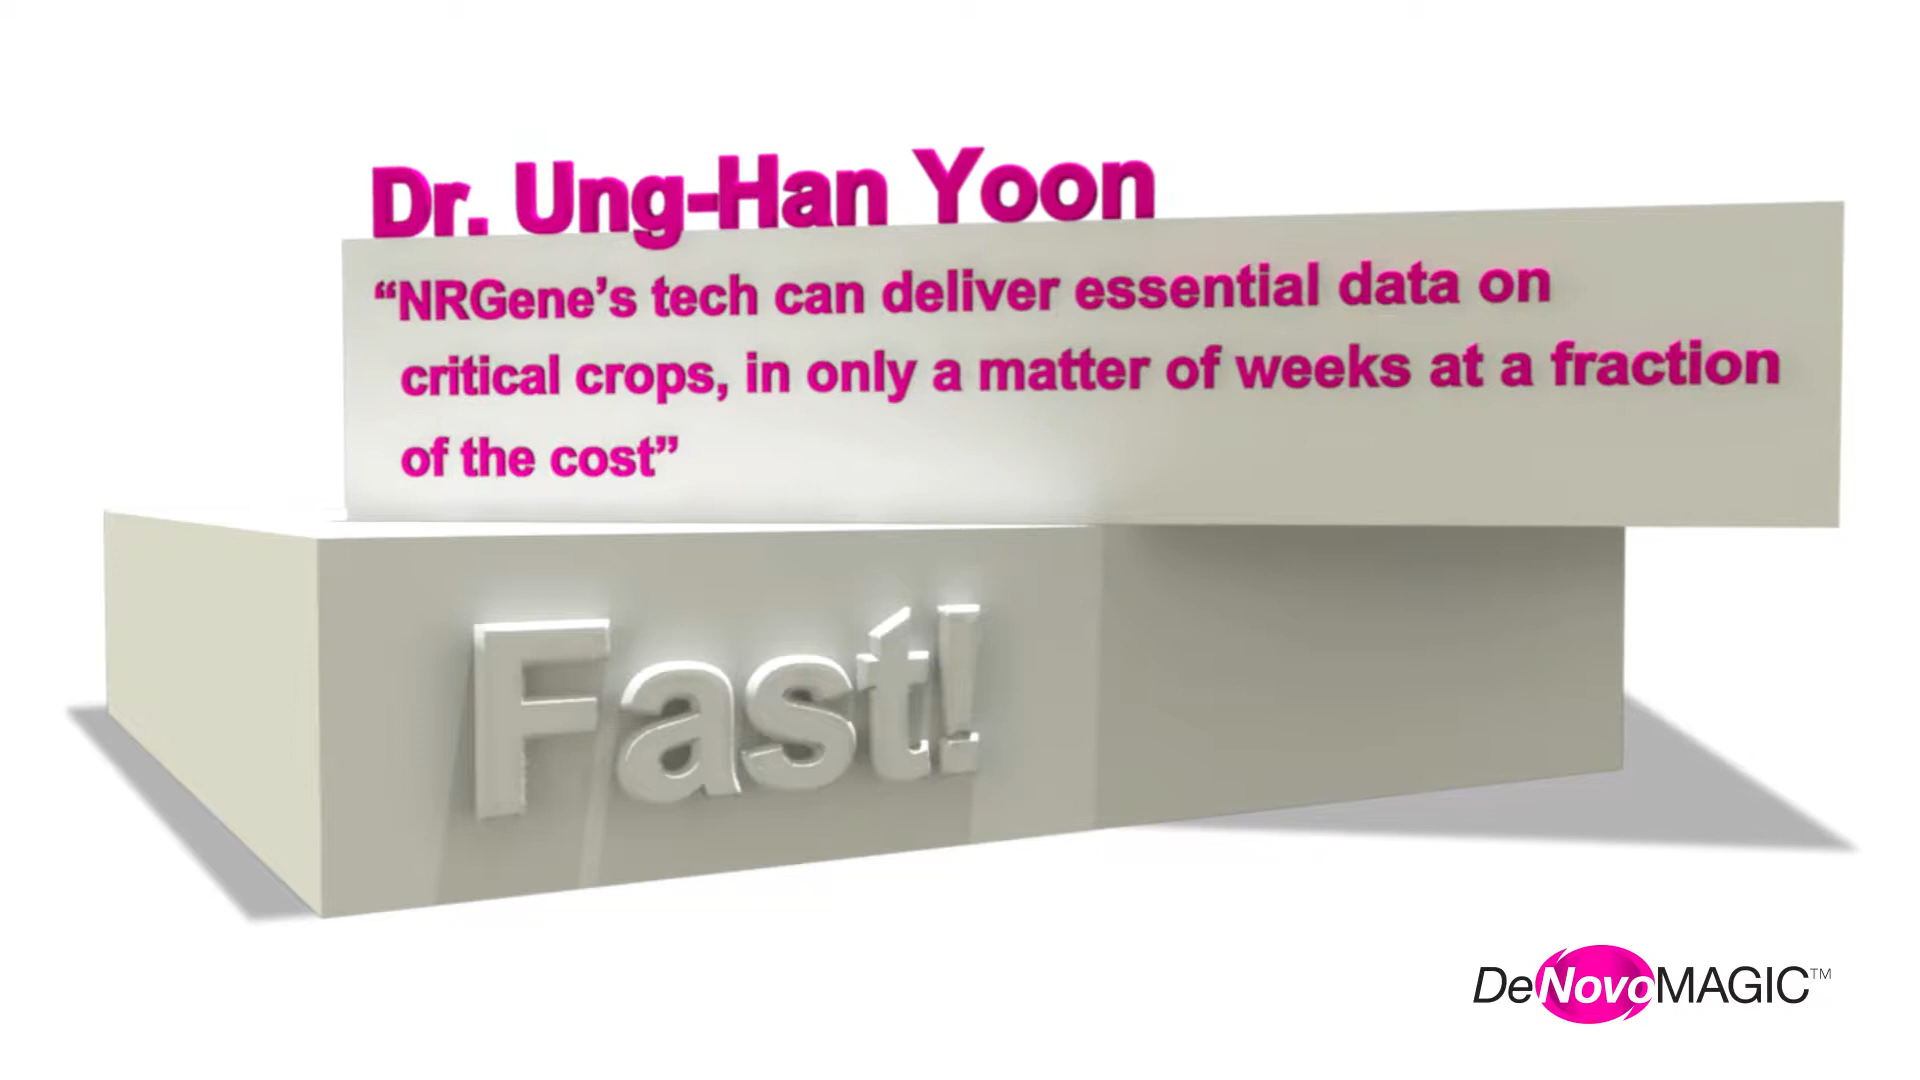 Dr. Ung-Han Yoon
“NRGene’s tech can deliver essential data on
critical crops, in only a matter of weeks at a fraction
of the cost”
Fast!
DeNovoMAGIC™